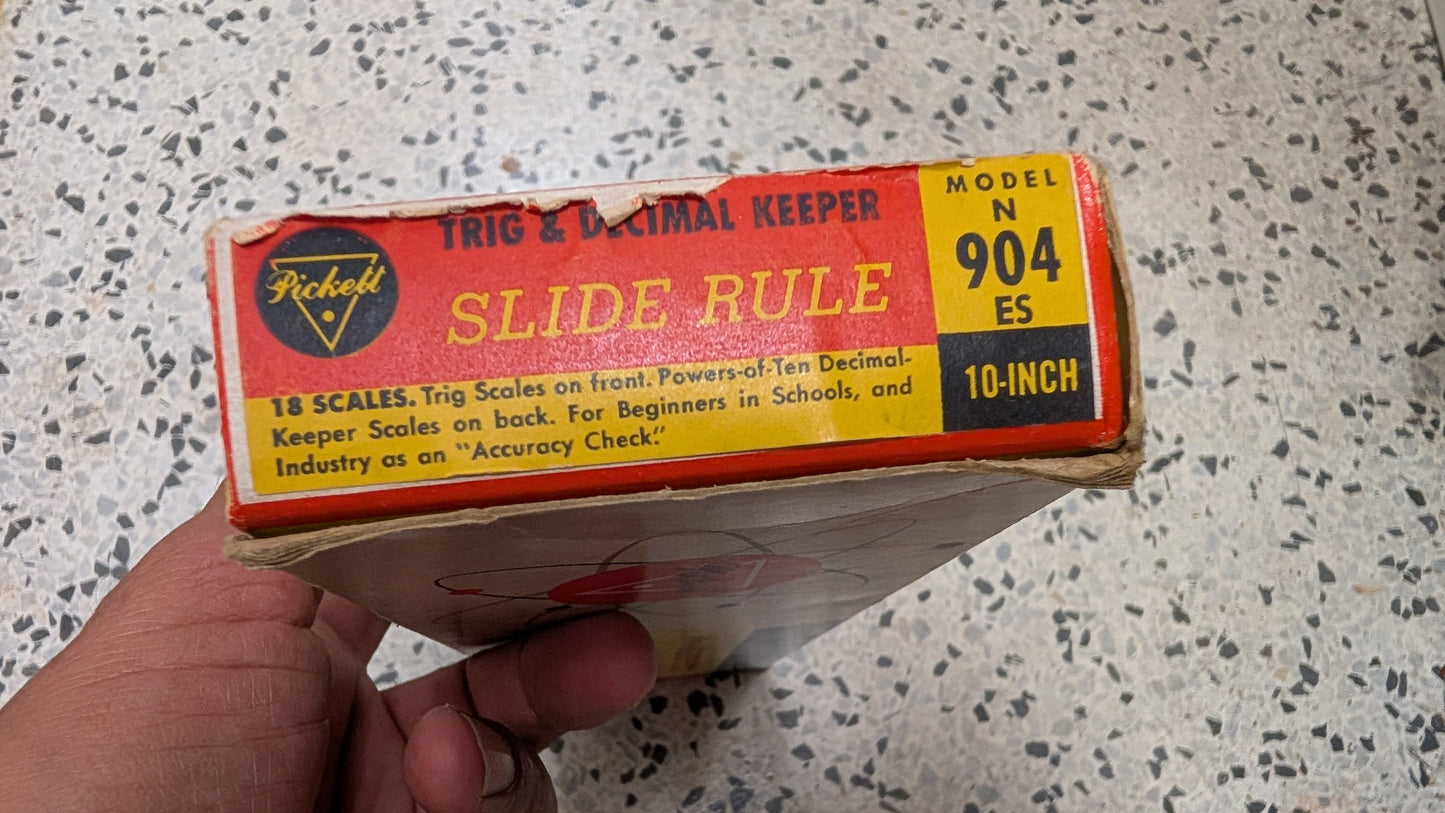 Pickett
TRIG & DECIMAL KEEPER
SLIDE RULE
18 SCALES. Trig Scales on front. Powers-of-Ten Decimal-
Keeper Scales on back. For Beginners in Schools, and
Industry as an "Accuracy Check."
MODEL
N
904
ES
10-INCH